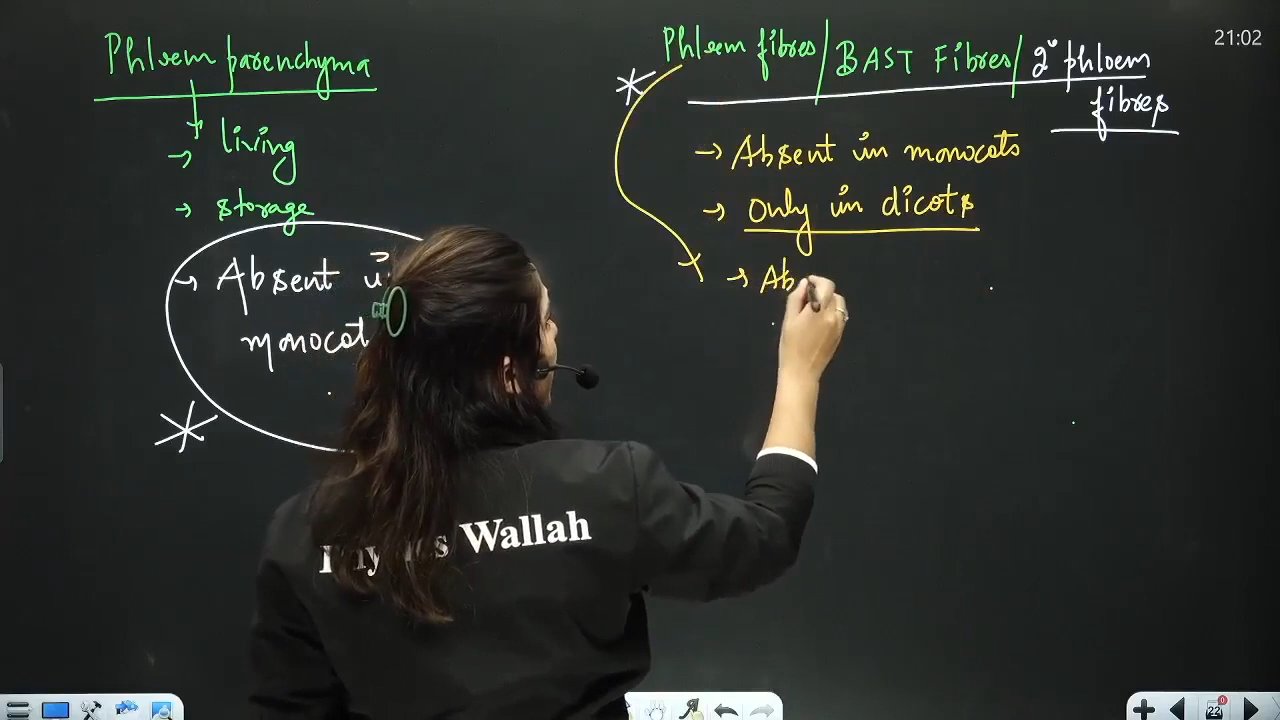 21:02
Phloem parenchyma
→ living
→ storage
→ Absent
monocot
Phloem fibres/ BAST Fibres/ 2° phloem
fibres
→ Absent in monocots
→ Only in dicots
→ Ab
Wallah
22